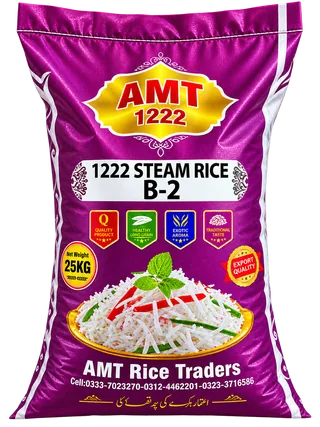 AMT
1222
1222 STEAM RICE
B-2
Q
QUALITY
PRODUCT
HEALTHY
LONG GRAIN
EXOTIC
AROMA
TRADITIONAL
TASTE
Net Weight
25KG
EXPORT
QUALITY
AMT Rice Traders
Cell:0333-7023270-0312-4462201-0323-3716586